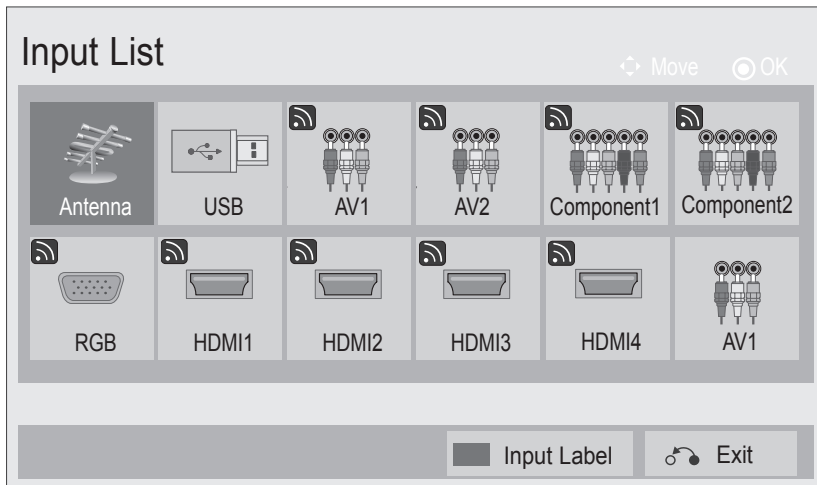 Input List
Move OK
Antenna USB AV1 AV2 Component1 Component2
RGB HDMI1 HDMI2 HDMI3 HDMI4 AV1
Input Label Exit